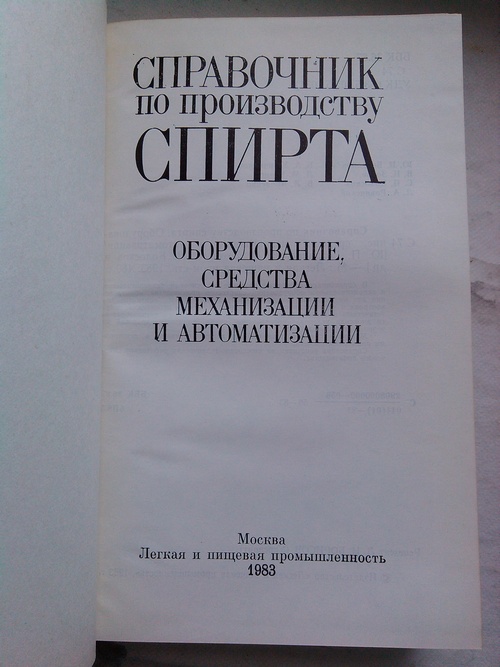 СПРАВОЧНИК
ПО ПРОИЗВОДСТВУ
СПИРТА
ОБОРУДОВАНИЕ,
СРЕДСТВА
МЕХАНИЗАЦИИ
И АВТОМАТИЗАЦИИ
Москва
Легкая и пищевая промышленность
1983